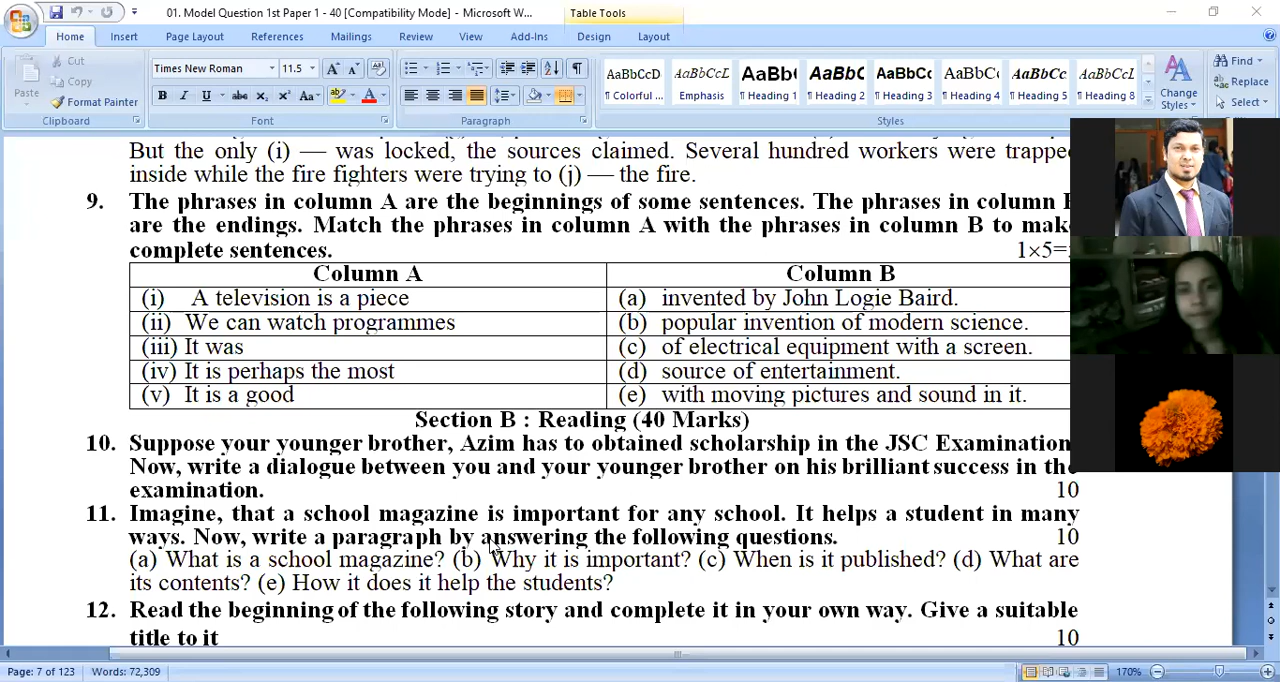 01. Model Question 1st Paper 1 - 40 [Compatibility Mode] - Microsoft W...
Table Tools
Home Insert Page Layout References Mailings Review View Add-Ins Design Layout
Paste
Cut
Copy
Format Painter
Clipboard
Times New Roman 11.5
Font
Paragraph
AaBbCcD AaBbCcL AaBb( AaBbC AaBbCc AaBbCcl AaBbCc AaBbCcL
¶ Colorful ... Emphasis ¶ Heading 1 ¶ Heading 2 ¶ Heading 3 ¶ Heading 4 ¶ Heading 5 ¶ Heading 8
Styles
Change Styles
Find
Replace
Select
But the only (i) — was locked, the sources claimed. Several hundred workers were trappe
inside while the fire fighters were trying to (j) — the fire.
9. The phrases in column A are the beginnings of some sentences. The phrases in column
are the endings. Match the phrases in column A with the phrases in column B to mak
complete sentences. 1×5=
Column A Column B
(i) A television is a piece (a) invented by John Logie Baird.
(ii) We can watch programmes (b) popular invention of modern science.
(iii) It was (c) of electrical equipment with a screen.
(iv) It is perhaps the most (d) source of entertainment.
(v) It is a good (e) with moving pictures and sound in it.
Section B : Reading (40 Marks)
10. Suppose your younger brother, Azim has to obtained scholarship in the JSC Examination
Now, write a dialogue between you and your younger brother on his brilliant success in the
examination. 10
11. Imagine, that a school magazine is important for any school. It helps a student in many
ways. Now, write a paragraph by answering the following questions. 10
(a) What is a school magazine? (b) Why it is important? (c) When is it published? (d) What are
its contents? (e) How it does it help the students?
12. Read the beginning of the following story and complete it in your own way. Give a suitable
title to it 10
Page: 7 of 123 Words: 72,309 170%